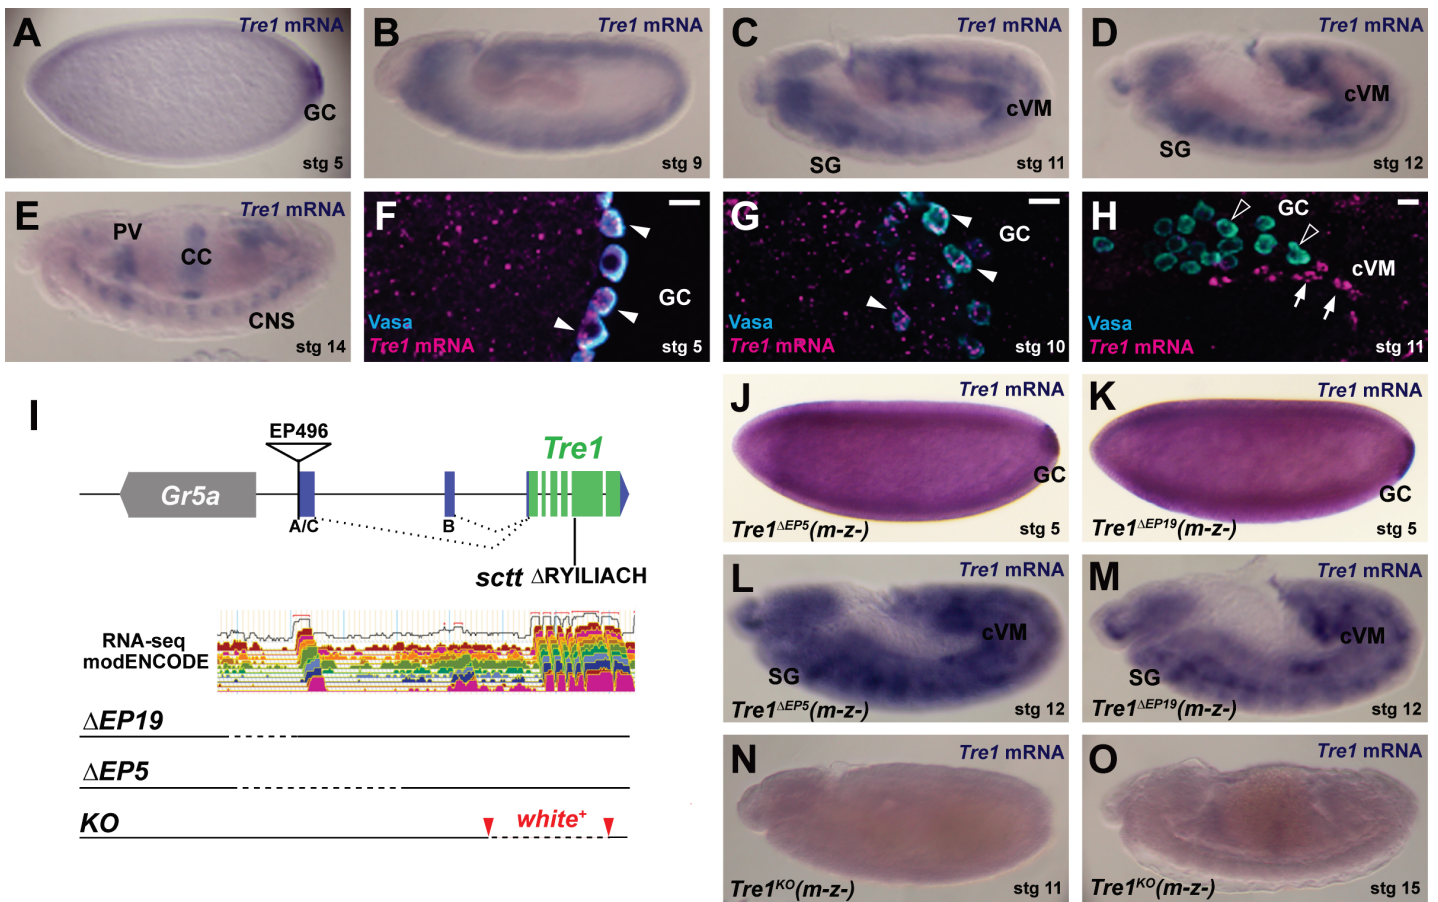 A
Tre1 mRNA
GC
stg 5
B
Tre1 mRNA
stg 9
C
Tre1 mRNA
cVM
SG
stg 11
D
Tre1 mRNA
cVM
SG
stg 12
E
Tre1 mRNA
PV
CC
CNS
stg 14
F
GC
Vasa
Tre1 mRNA
stg 5
G
GC
Vasa
Tre1 mRNA
stg 10
H
GC
cVM
Vasa
Tre1 mRNA
stg 11
I
EP496
Tre1
Gr5a
A/C
B
sctt ΔRYILIACH
RNA-seq
modENCODE
ΔEP19
ΔEP5
KO
white+
J
Tre1 mRNA
GC
Tre1ΔEP5(m-z-)
stg 5
K
Tre1 mRNA
GC
Tre1ΔEP19(m-z-)
stg 5
L
Tre1 mRNA
cVM
SG
Tre1ΔEP5(m-z-)
stg 12
M
Tre1 mRNA
cVM
SG
Tre1ΔEP19(m-z-)
stg 12
N
Tre1 mRNA
Tre1KO(m-z-)
stg 11
O
Tre1 mRNA
Tre1KO(m-z-)
stg 15